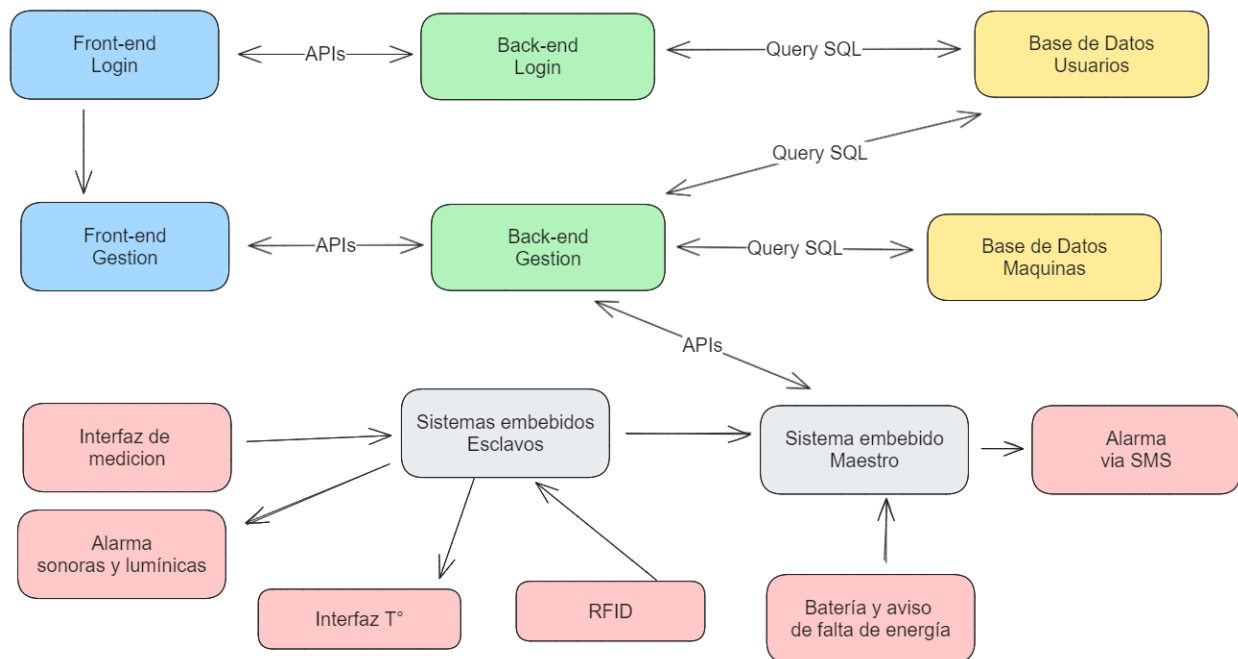 Front-end
Login
APIs
Back-end
Login
Query SQL
Base de Datos
Usuarios
Query SQL
Front-end
Gestion
APIs
Back-end
Gestion
Query SQL
Base de Datos
Maquinas
APIs
Interfaz de
medicion
Sistemas embebidos
Esclavos
Sistema embebido
Maestro
Alarma
via SMS
Alarma
sonoras y lumínicas
Interfaz T°
RFID
Batería y aviso
de falta de energía